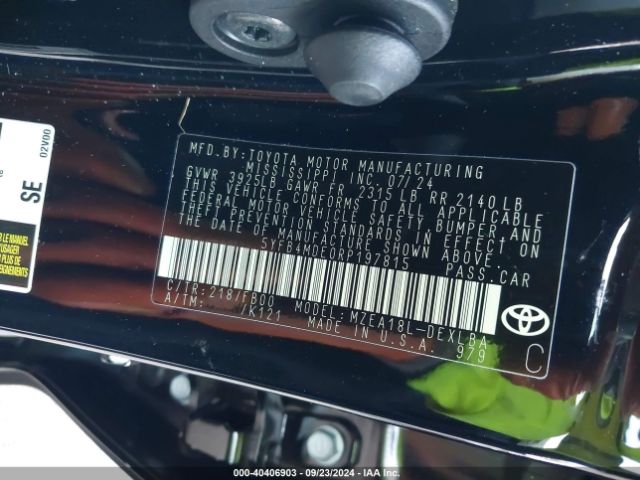 MFD.BY:TOYOTA MOTOR MANUFACTURING
MISSISSIPPI, INC. 07/24
GVWR 3925LB GAWR FR 2315 LB RR 2140 LB
THIS VEHICLE CONFORMS TO ALL APPLICABLE
FEDERAL MOTOR VEHICLE SAFETY, BUMPER, AND
THEFT PREVENTION STANDARDS IN EFFECT ON
THE DATE OF MANUFACTURE SHOWN ABOVE.
5YFB4MDE0RP197815 PASS.CAR
C/TR:218/FB00 MODEL:MZEA18L-DEXLBA
A/TM: /K121 MADE IN U.S.A. 979
C
SE
02V00
000-40406903 - 09/23/2024 - IAA Inc.